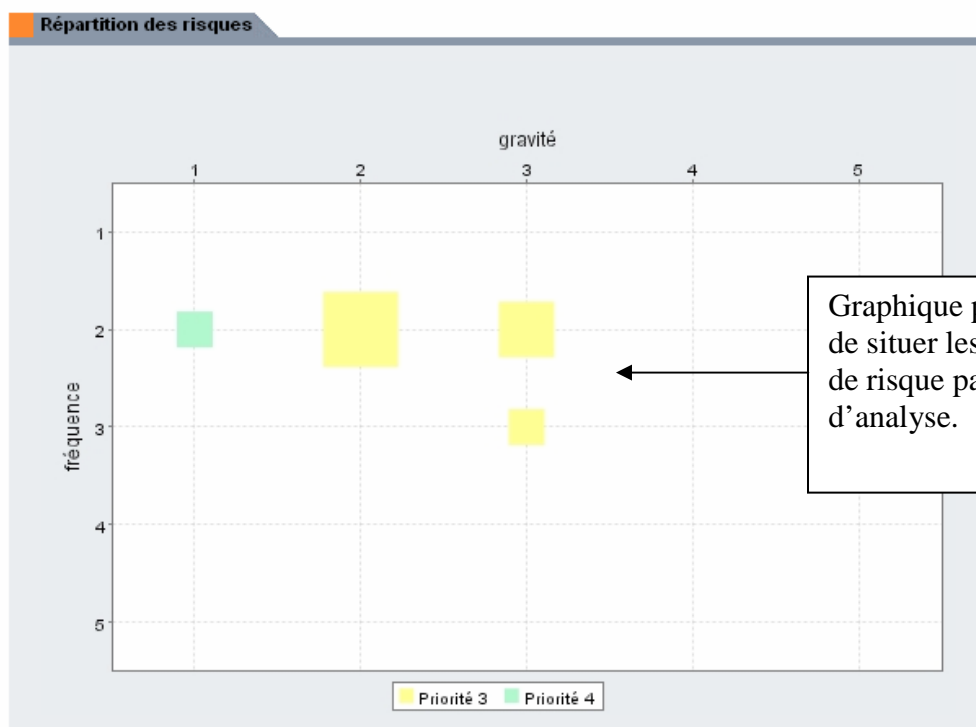 Répartition des risques
gravité
1 2 3 4 5
1
2
3
4
5
fréquence
Graphique
de situer les
de risque
d’analyse.
Priorité 3 Priorité 4